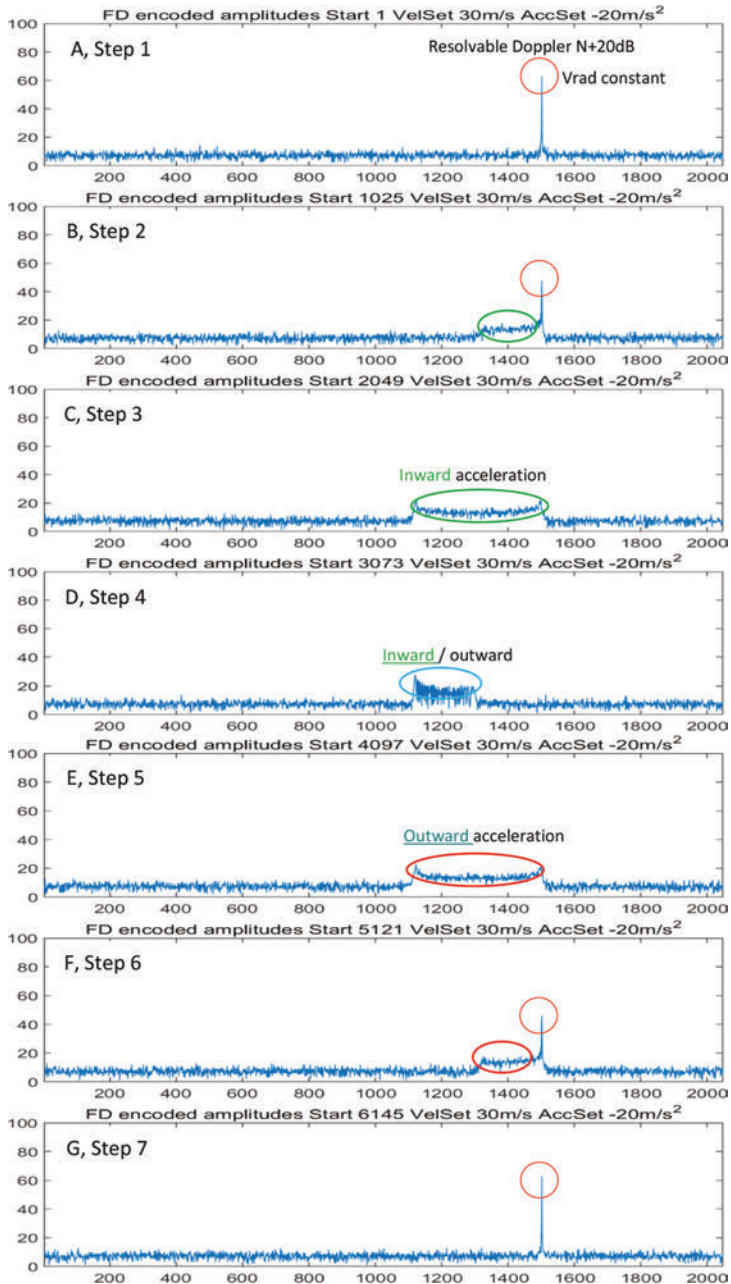 FD encoded amplitudes Start 1 VelSet 30m/s AccSet -20m/s²
A, Step 1
Resolvable Doppler N+20dB
Vrad constant
100
80
60
40
20
0
200 400 600 800 1000 1200 1400 1600 1800 2000
FD encoded amplitudes Start 1025 VelSet 30m/s AccSet -20m/s²
B, Step 2
100
80
60
40
20
0
200 400 600 800 1000 1200 1400 1600 1800 2000
FD encoded amplitudes Start 2049 VelSet 30m/s AccSet -20m/s²
C, Step 3
Inward acceleration
100
80
60
40
20
0
200 400 600 800 1000 1200 1400 1600 1800 2000
FD encoded amplitudes Start 3073 VelSet 30m/s AccSet -20m/s²
D, Step 4
Inward / outward
100
80
60
40
20
0
200 400 600 800 1000 1200 1400 1600 1800 2000
FD encoded amplitudes Start 4097 VelSet 30m/s AccSet -20m/s²
E, Step 5
Outward acceleration
100
80
60
40
20
0
200 400 600 800 1000 1200 1400 1600 1800 2000
FD encoded amplitudes Start 5121 VelSet 30m/s AccSet -20m/s²
F, Step 6
100
80
60
40
20
0
200 400 600 800 1000 1200 1400 1600 1800 2000
FD encoded amplitudes Start 6145 VelSet 30m/s AccSet -20m/s²
G, Step 7
100
80
60
40
20
0
200 400 600 800 1000 1200 1400 1600 1800 2000